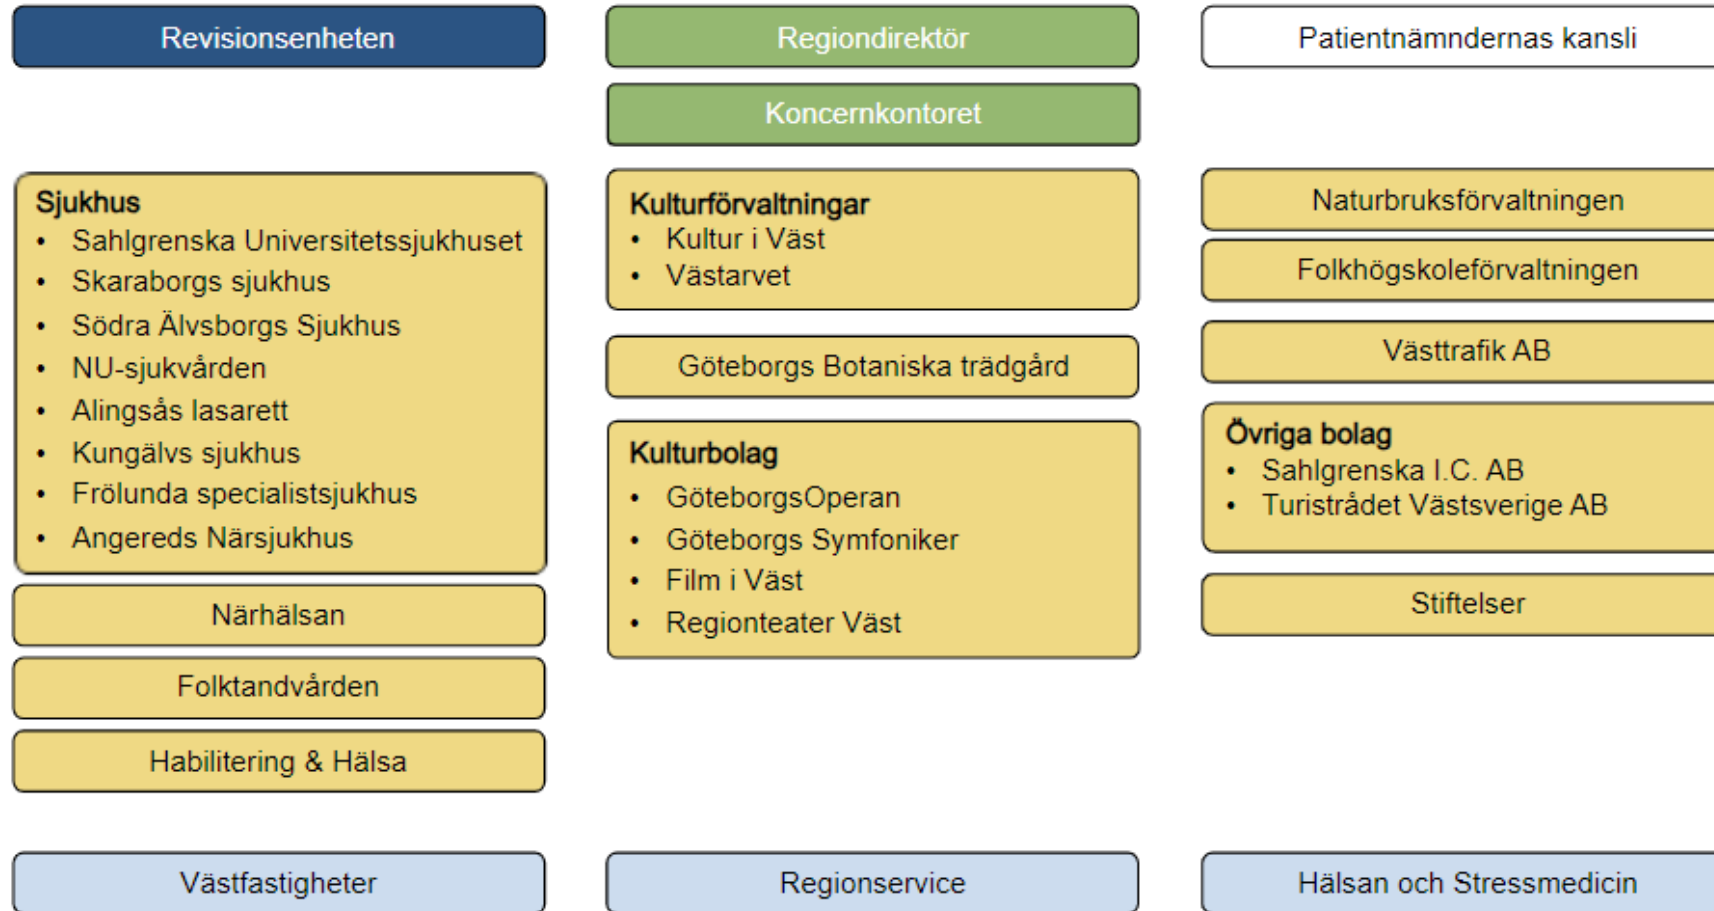 Revisionsenheten
Regiondirektör
Patientnämndernas kansli
Koncernkontoret
Sjukhus
• Sahlgrenska Universitetssjukhuset
• Skaraborgs sjukhus
• Södra Älvsborgs Sjukhus
• NU-sjukvården
• Alingsås lasarett
• Kungälvs sjukhus
• Frölunda specialistsjukhus
• Angereds Närsjukhus
Närhälsan
Folktandvården
Habilitering & Hälsa
Kulturförvaltningar
• Kultur i Väst
• Västarvet
Göteborgs Botaniska trädgård
Kulturbolag
• GöteborgsOperan
• Göteborgs Symfoniker
• Film i Väst
• Regionteater Väst
Naturbruksförvaltningen
Folkhögskoleförvaltningen
Västtrafik AB
Övriga bolag
• Sahlgrenska I.C. AB
• Turistrådet Västsverige AB
Stiftelser
Västfastigheter
Regionservice
Hälsan och Stressmedicin